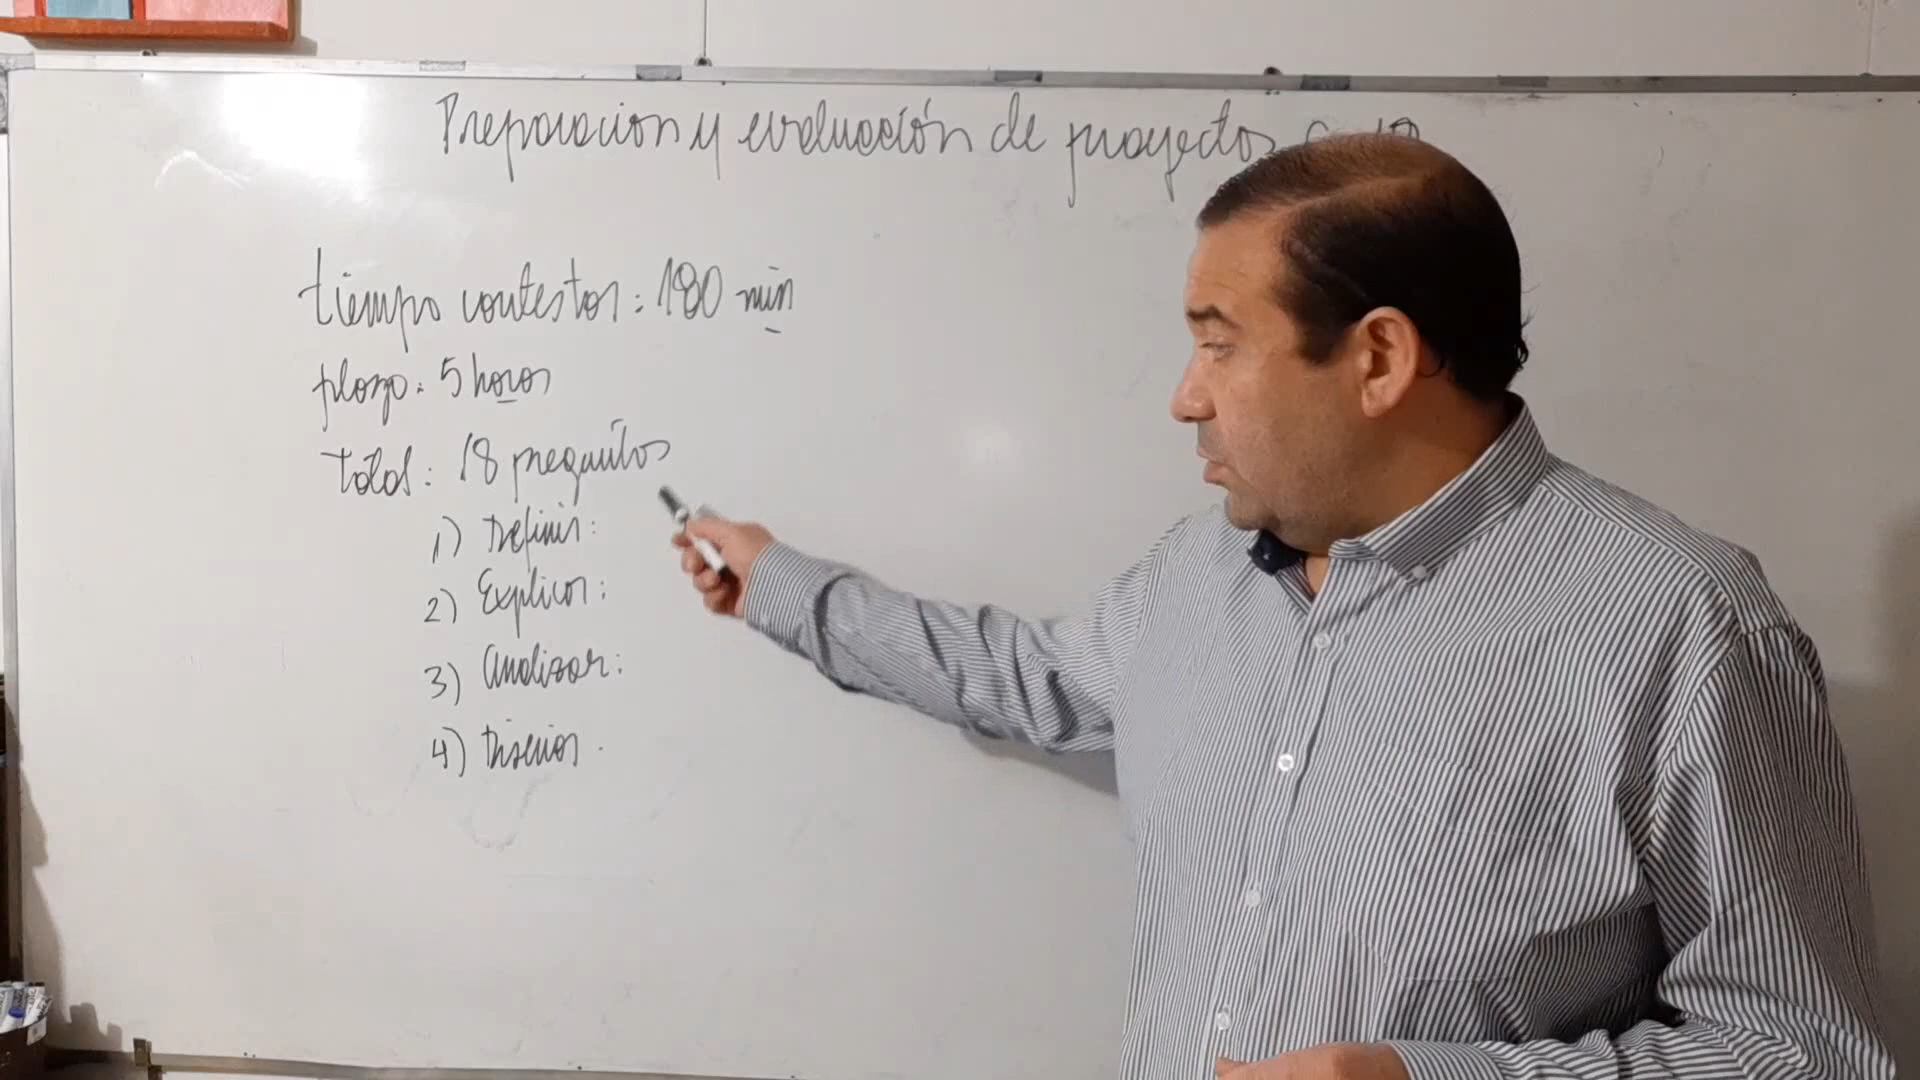 Preparacion y evaluación de proyectos
tiempo contestar: 180 min
plazo: 5 horas
total: 18 preguntas
1) Definir:
2) Explicar:
3) analizar:
4) Diseñar.